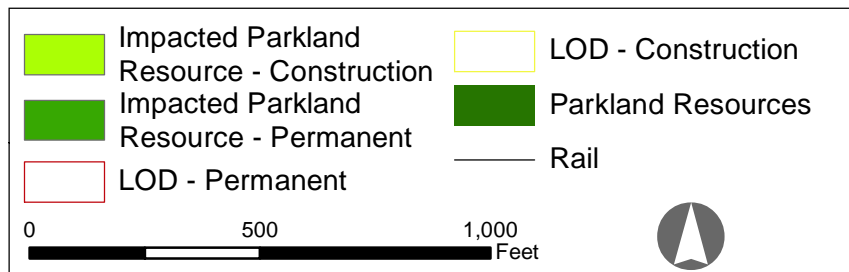 Impacted Parkland
Resource - Construction
Impacted Parkland
Resource - Permanent
LOD - Permanent
LOD - Construction
Parkland Resources
Rail
0 500 1,000
Feet